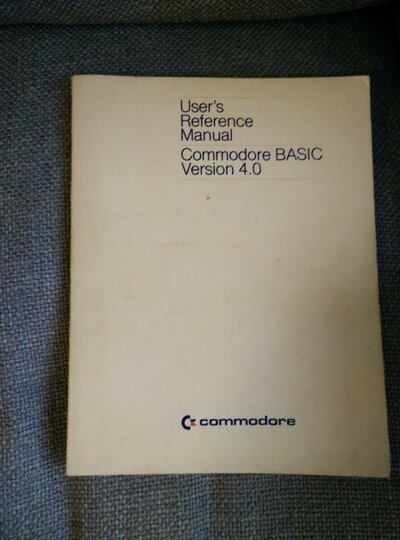 User's
Reference
Manual
Commodore BASIC
Version 4.0
commodore